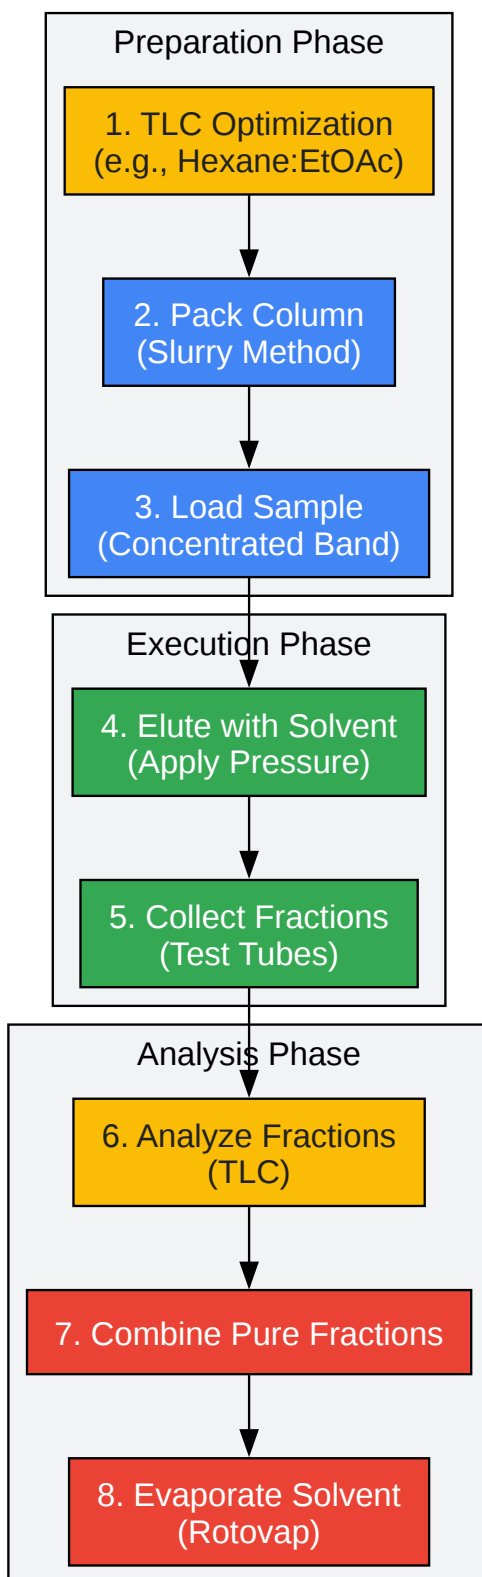 Preparation Phase
1. TLC Optimization
(e.g., Hexane:EtOAc)
2. Pack Column
(Slurry Method)
3. Load Sample
(Concentrated Band)
Execution Phase
4. Elute with Solvent
(Apply Pressure)
5. Collect Fractions
(Test Tubes)
Analysis Phase
6. Analyze Fractions
(TLC)
7. Combine Pure Fractions
8. Evaporate Solvent
(Rotovap)